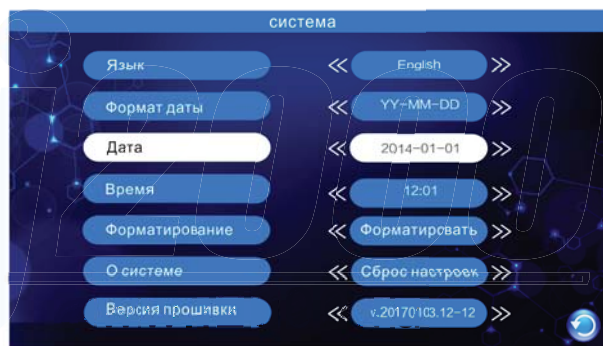 система
Язык English
Формат даты YY-MM-DD
Дата 2014-01-01
Время 12:01
Форматирование Форматировать
О системе Сброс настроек
Версия прошивки v.20170103.12-12